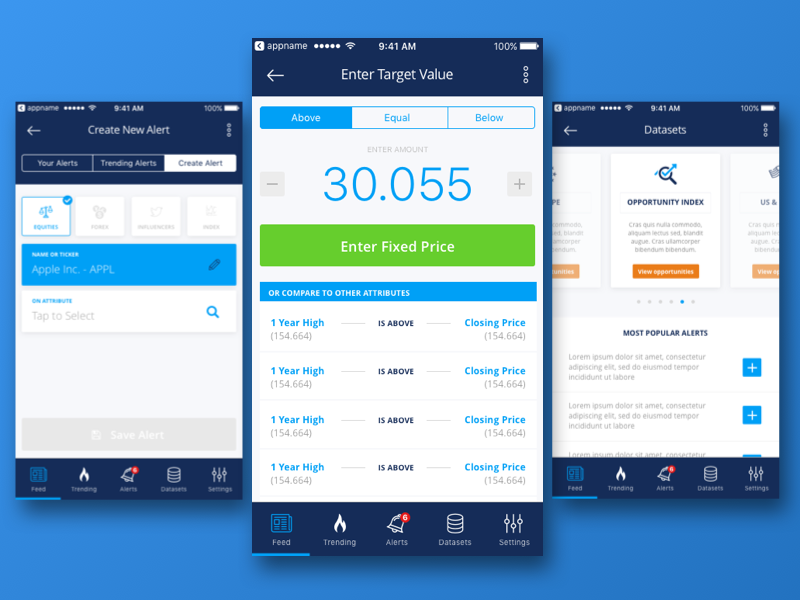 appname
9:41 AM
100%
Create New Alert
Your Alerts
Trending Alerts
Create Alert
EQUITIES
FOREX
INFLUENCERS
INDEX
NAME OR TICKER
Apple Inc. - APPL
ON ATTRIBUTE
Tap to Select
Save Alert
Feed
Trending
6
Alerts
Datasets
Settings
appname
9:41 AM
100%
Enter Target Value
Above
Equal
Below
ENTER AMOUNT
30.055
Enter Fixed Price
OR COMPARE TO OTHER ATTRIBUTES
1 Year High IS ABOVE Closing Price
(154.664) (154.664)
1 Year High IS ABOVE Closing Price
(154.664) (154.664)
1 Year High IS ABOVE Closing Price
(154.664) (154.664)
1 Year High IS ABOVE Closing Price
(154.664) (154.664)
Feed
Trending
6
Alerts
Datasets
Settings
appname
9:41 AM
100%
Datasets
OPPORTUNITY INDEX
Cras quis nulla commodo,
aliquam lectus sed, blandit
augue. Cras ullamcorper
bibendum bibendum.
View opportunities
US &
Cras qu
aliquam
augue.
MOST POPULAR ALERTS
Lorem ipsum dolor sit amet, consectetur
adipiscing elit, sed do eiusmod tempor
incididunt ut labore
Lorem ipsum dolor sit amet, consectetur
adipiscing elit, sed do eiusmod tempor
incididunt ut labore
Lorem ipsum dolor sit amet, consectetur
Feed
Trending
6
Alerts
Datasets
Settings